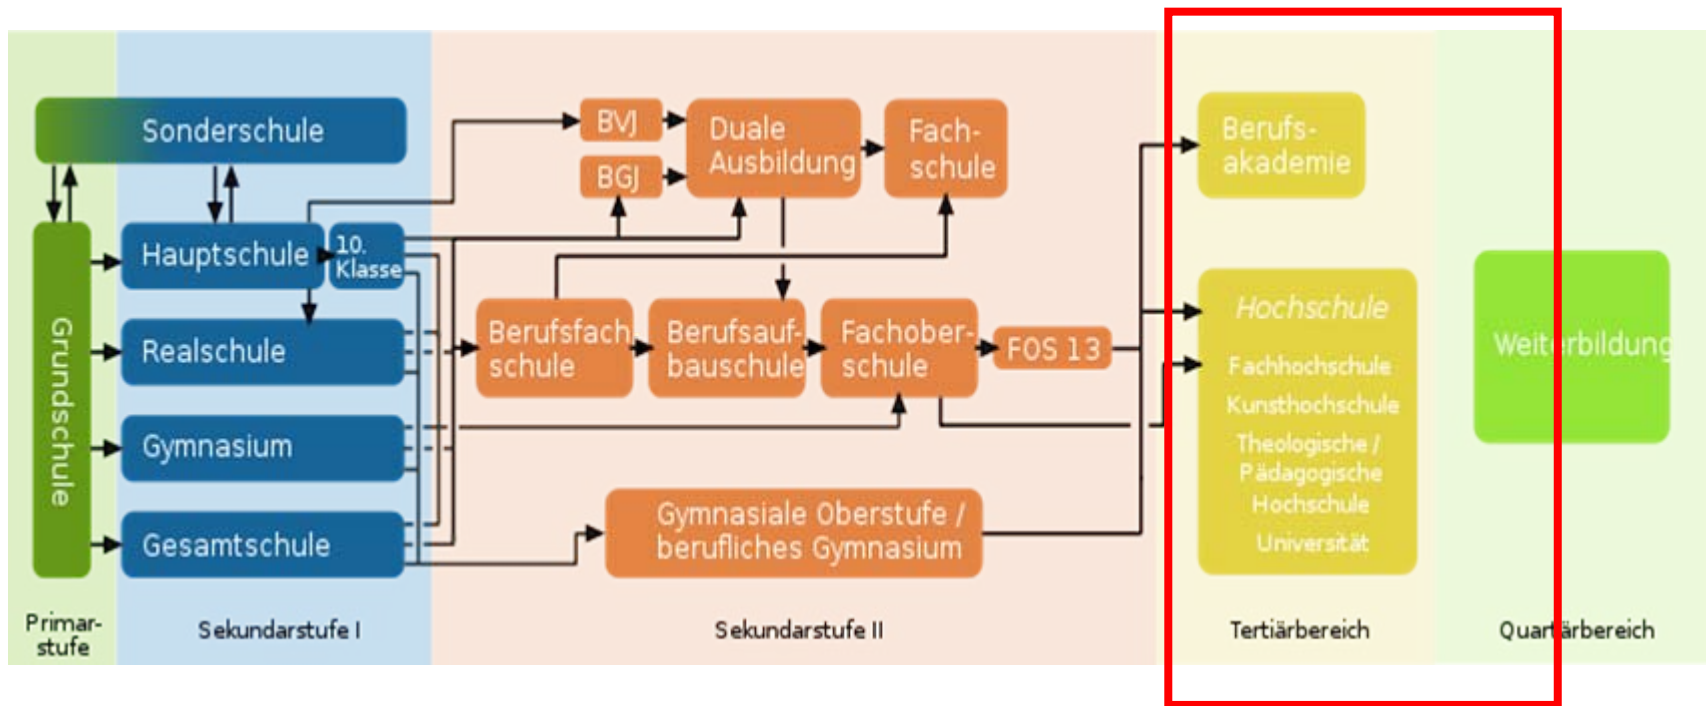 Sonderschule
Grundschule
Hauptschule
10.
Klasse
Realschule
Gymnasium
Gesamtschule
BVJ
BGJ
Duale
Ausbildung
Fach-
schule
Berufsfach
schule
Berufsauf-
bauschule
Fachober-
schule
FOS 13
Gymnasiale Oberstufe /
berufliches Gymnasium
Berufs-
akademie
Hochschule
Fachhochschule
Kunsthochschule
Theologische /
Pädagogische
Hochschule
Universität
Weiterbildung
Primar-
stufe
Sekundarstufe I
Sekundarstufe II
Tertiärbereich
Quartärbereich